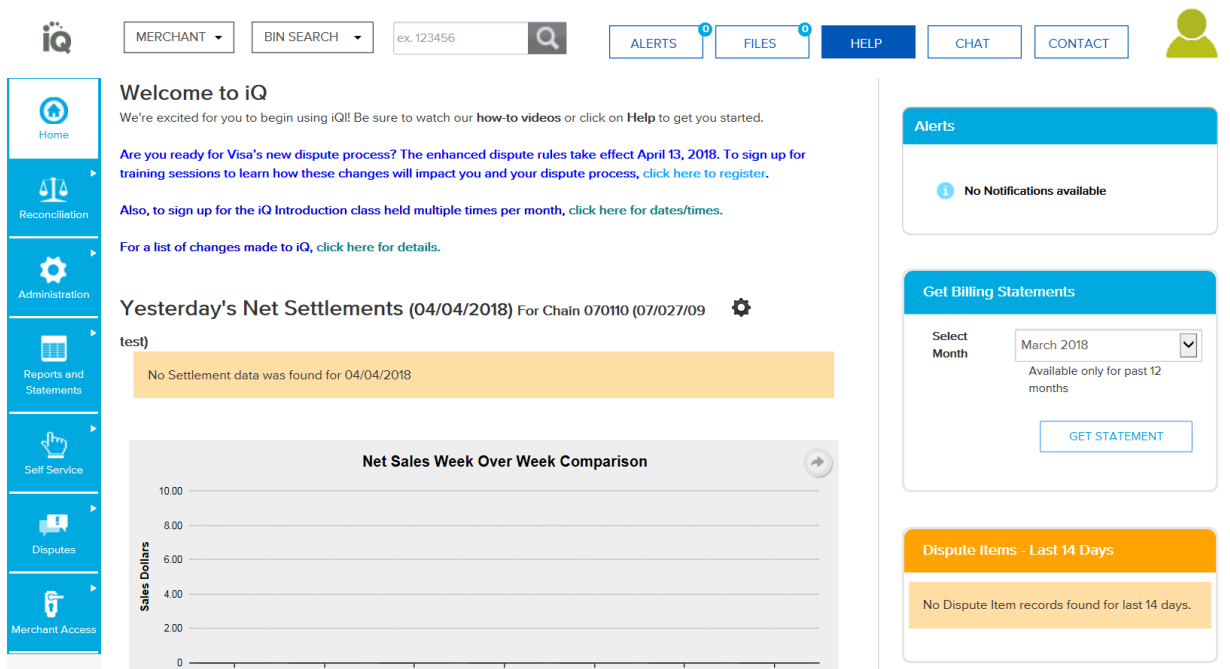 iQ
MERCHANT
BIN SEARCH
ex. 123456
ALERTS
0
FILES
0
HELP
CHAT
CONTACT
Home
Reconciliation
Administration
Reports and
Statements
Self Service
Disputes
Merchant Access
Welcome to iQ
We're excited for you to begin using iQ! Be sure to watch our how-to videos or click on Help to get you started.
Are you ready for Visa's new dispute process? The enhanced dispute rules take effect April 13, 2018. To sign up for
training sessions to learn how these changes will impact you and your dispute process, click here to register.
Also, to sign up for the iQ Introduction class held multiple times per month, click here for dates/times.
For a list of changes made to iQ, click here for details.
Yesterday's Net Settlements (04/04/2018) For Chain 070110 (07/027/09
test)
No Settlement data was found for 04/04/2018
Net Sales Week Over Week Comparison
Sales Dollars
10.00
8.00
6.00
4.00
2.00
0
Alerts
No Notifications available
Get Billing Statements
Select
Month
March 2018
Available only for past 12
months
GET STATEMENT
Dispute Items - Last 14 Days
No Dispute Item records found for last 14 days.